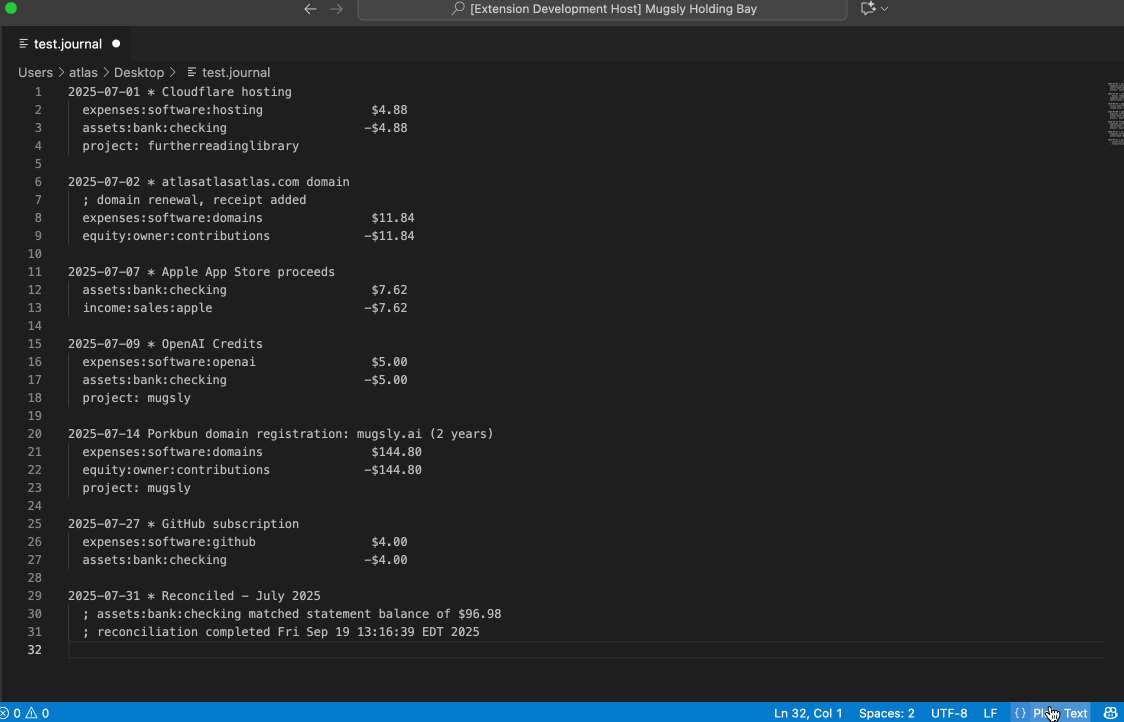 [Extension Development Host] Mugsly Holding Bay
test.journal
Users > atlas > Desktop > test.journal
1 2025-07-01 * Cloudflare hosting
2 expenses:software:hosting $4.88
3 assets:bank:checking -$4.88
4 project: furtherreadinglibrary
5
6 2025-07-02 * atlasatlasatlas.com domain
7 ; domain renewal, receipt added
8 expenses:software:domains $11.84
9 equity:owner:contributions -$11.84
10
11 2025-07-07 * Apple App Store proceeds
12 assets:bank:checking $7.62
13 income:sales:apple -$7.62
14
15 2025-07-09 * OpenAI Credits
16 expenses:software:openai $5.00
17 assets:bank:checking -$5.00
18 project: mugsly
19
20 2025-07-14 Porkbun domain registration: mugsly.ai (2 years)
21 expenses:software:domains $144.80
22 equity:owner:contributions -$144.80
23 project: mugsly
24
25 2025-07-27 * GitHub subscription
26 expenses:software:github $4.00
27 assets:bank:checking -$4.00
28
29 2025-07-31 * Reconciled - July 2025
30 ; assets:bank:checking matched statement balance of $96.98
31 ; reconciliation completed Fri Sep 19 13:16:39 EDT 2025
32
0 0 Ln 32, Col 1 Spaces: 2 UTF-8 LF {} Text